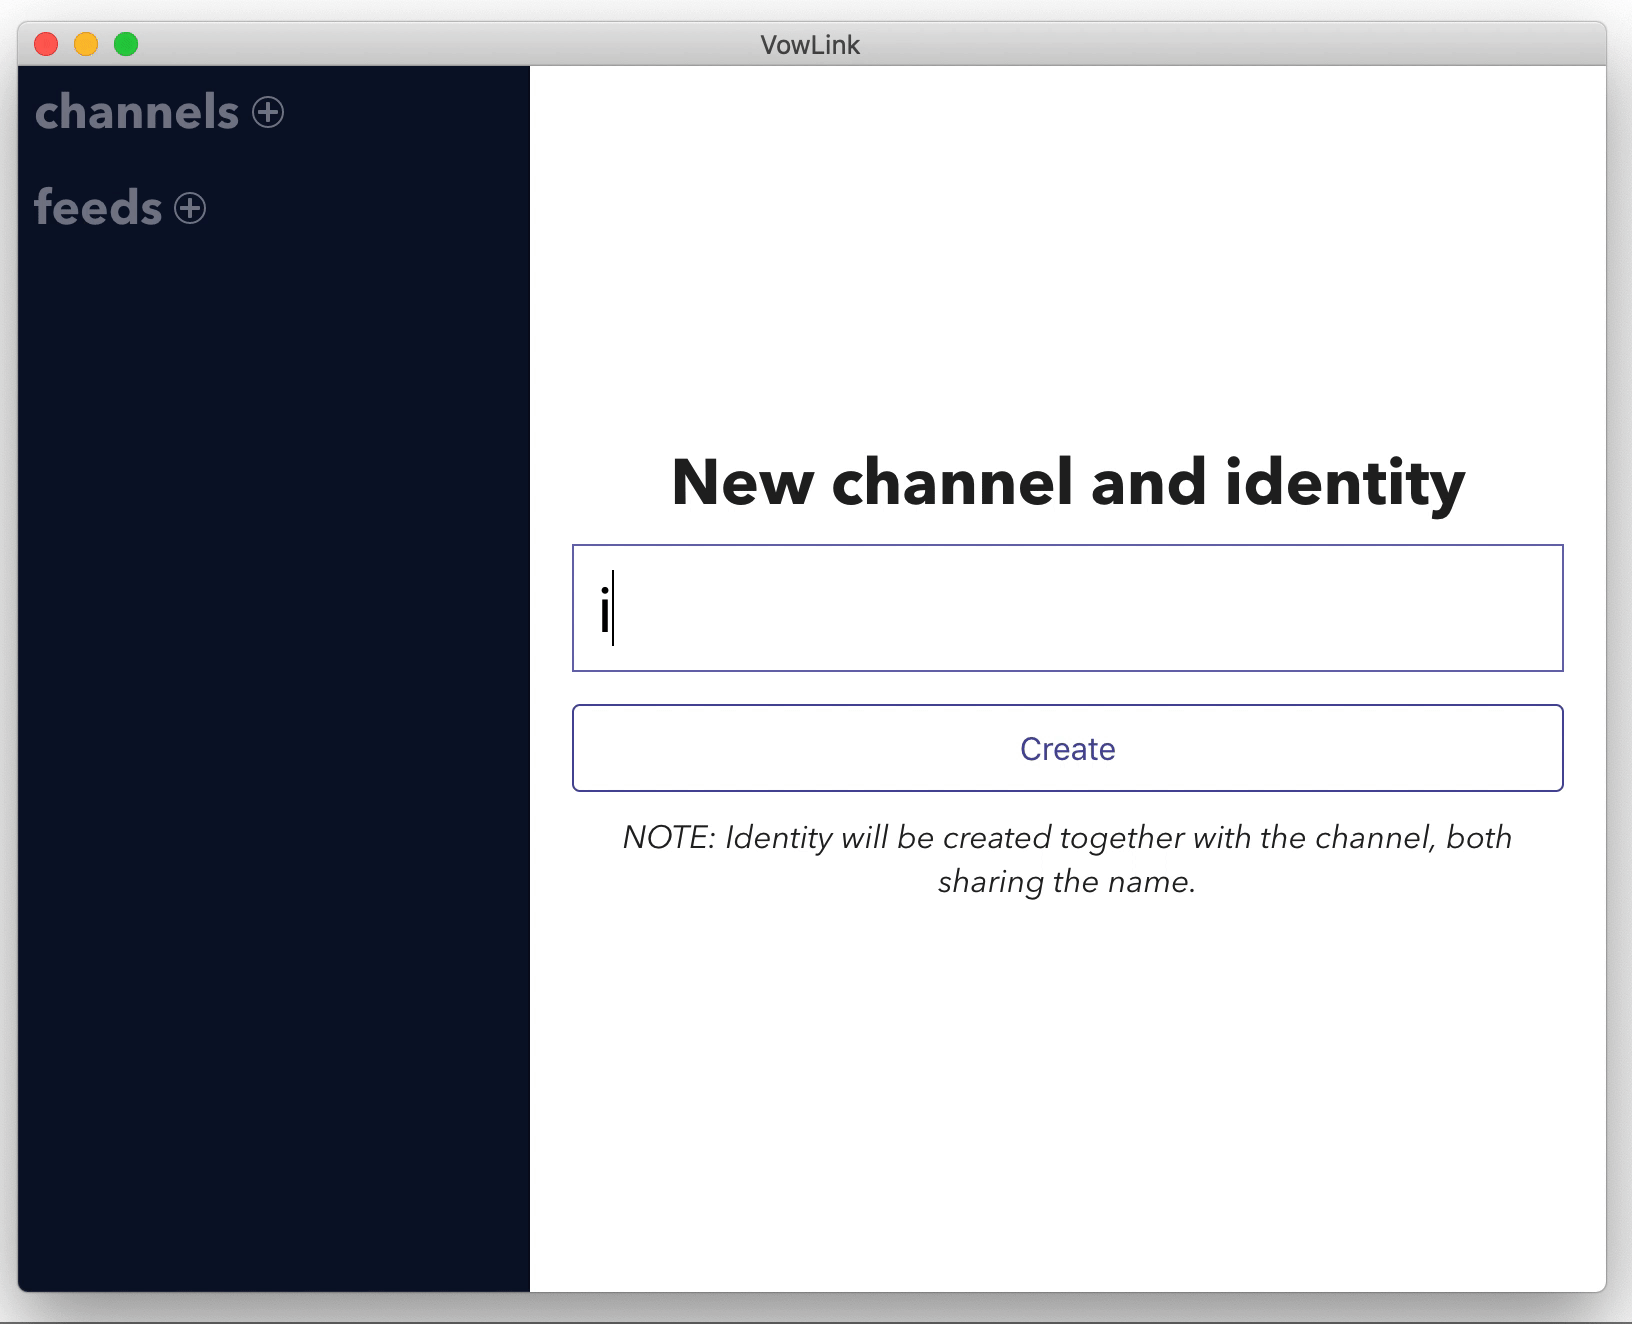 VowLink
channels
feeds
New channel and identity
i
Create
NOTE: Identity will be created together with the channel, both
sharing the name.